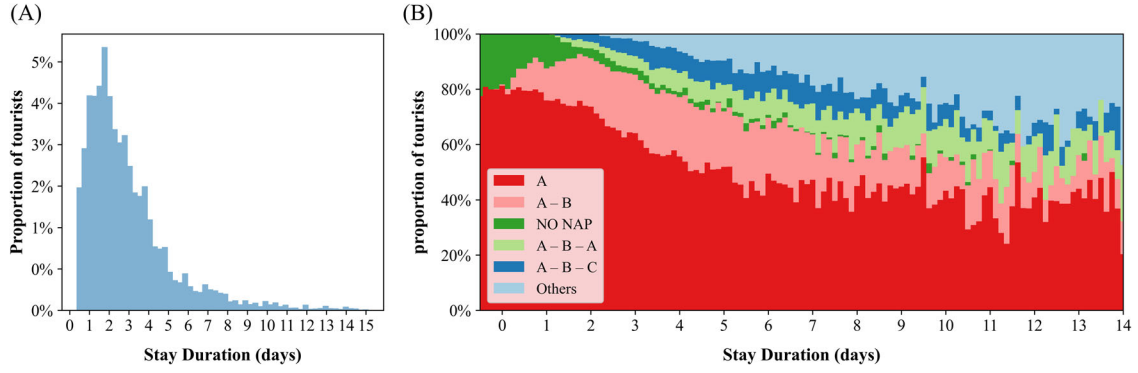 (A)
Proportion of tourists
5%
4%
3%
2%
1%
0%
0%
0 1 2 3 4 5 6 7 8 9 10 11 12 13 14 15
Stay Duration (days)
(B)
proportion of tourists
100%
80%
60%
40%
20%
0%
A
A – B
NO NAP
A – B – A
A – B – C
Others
0 1 2 3 4 5 6 7 8 9 10 11 12 13 14
Stay Duration (days)